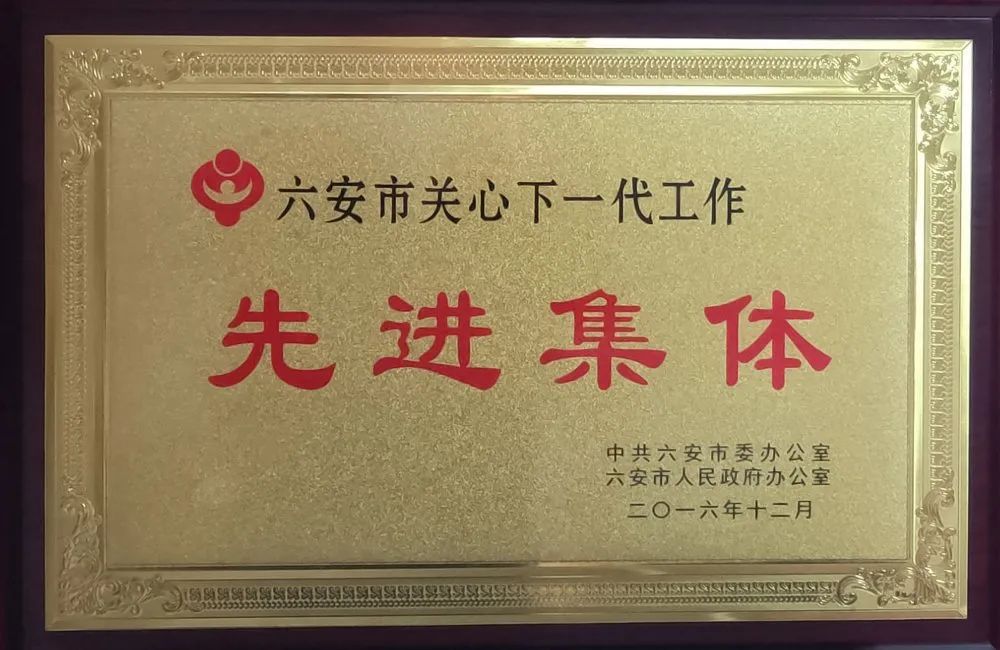 六安市关心下一代工作
先进集体
中共六安市委办公室
六安市人民政府办公室
二〇一六年十二月